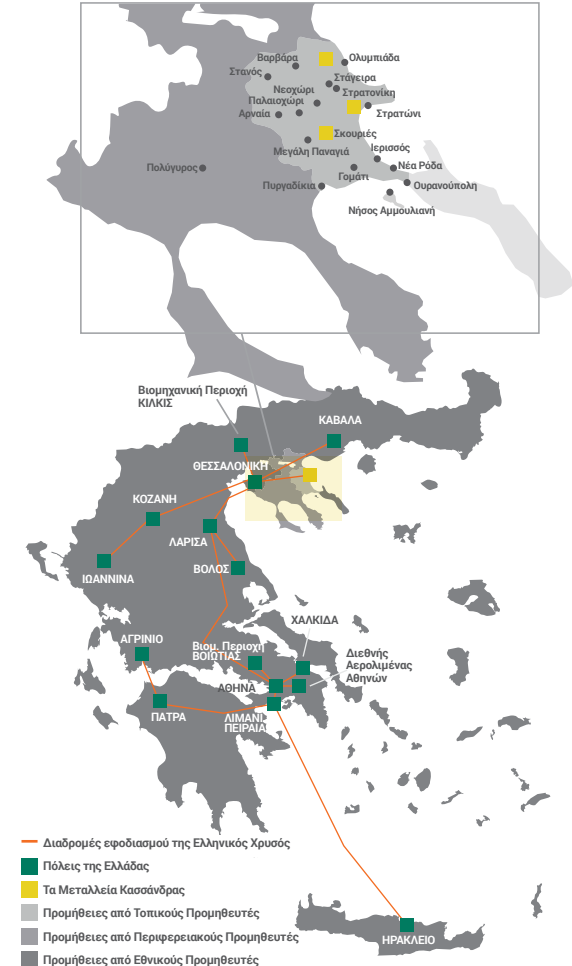 Βαρβάρα
Ολυμπιάδα
Στανός
Στάγειρα
Νεοχώρι
Στρατονίκη
Παλαιοχώρι
Αρναία
Στρατώνι
Σκουριές
Μεγάλη Παναγιά
Ιερισσός
Πολύγυρος
Νέα Ρόδα
Γομάτι
Πυργαδίκια
Ουρανούπολη
Νήσος Αμμουλιανή
Βιομηχανική Περιοχή
ΚΙΛΚΙΣ
ΚΑΒΑΛΑ
ΘΕΣΣΑΛΟΝΙΚΗ
ΚΟΖΑΝΗ
ΛΑΡΙΣΑ
ΙΩΑΝΝΙΝΑ
ΒΟΛΟΣ
ΧΑΛΚΙΔΑ
ΑΓΡΙΝΙΟ
Βιομ. Περιοχή
ΒΟΙΩΤΙΑΣ
Διεθνής
Αερολιμένας
Αθηνών
ΑΘΗΝΑ
ΠΑΤΡΑ
ΛΙΜΑΝΙ
ΠΕΙΡΑΙΑ
Διαδρομές εφοδιασμού της Ελληνικός Χρυσός
Πόλεις της Ελλάδας
Τα Μεταλλεία Κασσάνδρας
Προμήθειες από Τοπικούς Προμηθευτές
Προμήθειες από Περιφερειακούς Προμηθευτές
Προμήθειες από Εθνικούς Προμηθευτές
ΗΡΑΚΛΕΙΟ